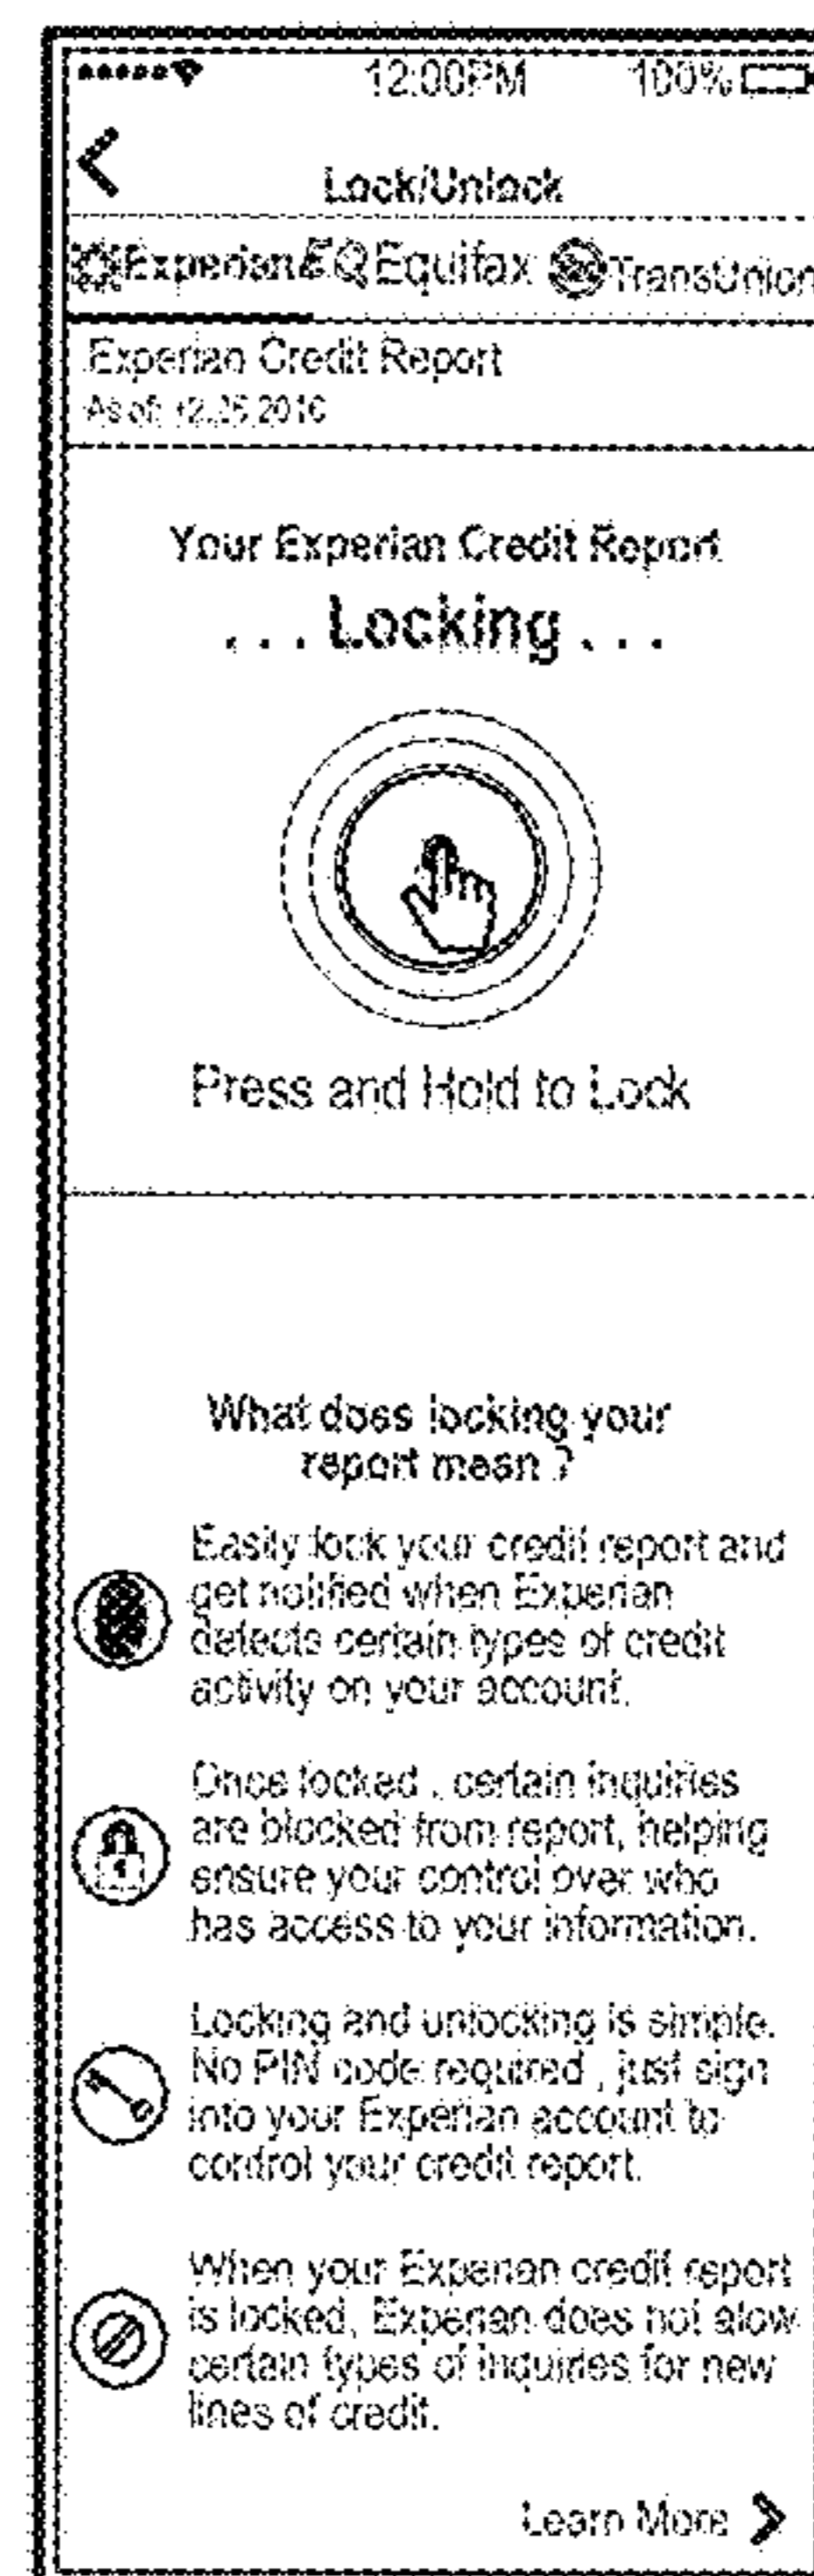 12:00PM 100%
Lock/Unlock
Experian EQ Equifax TransUnion
Experian Credit Report
As of:
Your Experian Credit Report
. . . Locking . . .
Press and Hold to Lock
What does locking your
report mean ?
Easily lock your credit report and
get notified when Experian
detects certain types of credit
activity on your account.
Once locked , certain inquiries
are blocked from report, helping
ensure your control over who
has access to your information.
Locking and unlocking is simple.
No PIN code required , just sign
into your Experian account to
control your credit report.
When your Experian credit report
is locked, Experian does not alow
certain types of inquiries for new
lines of credit.
Learn More